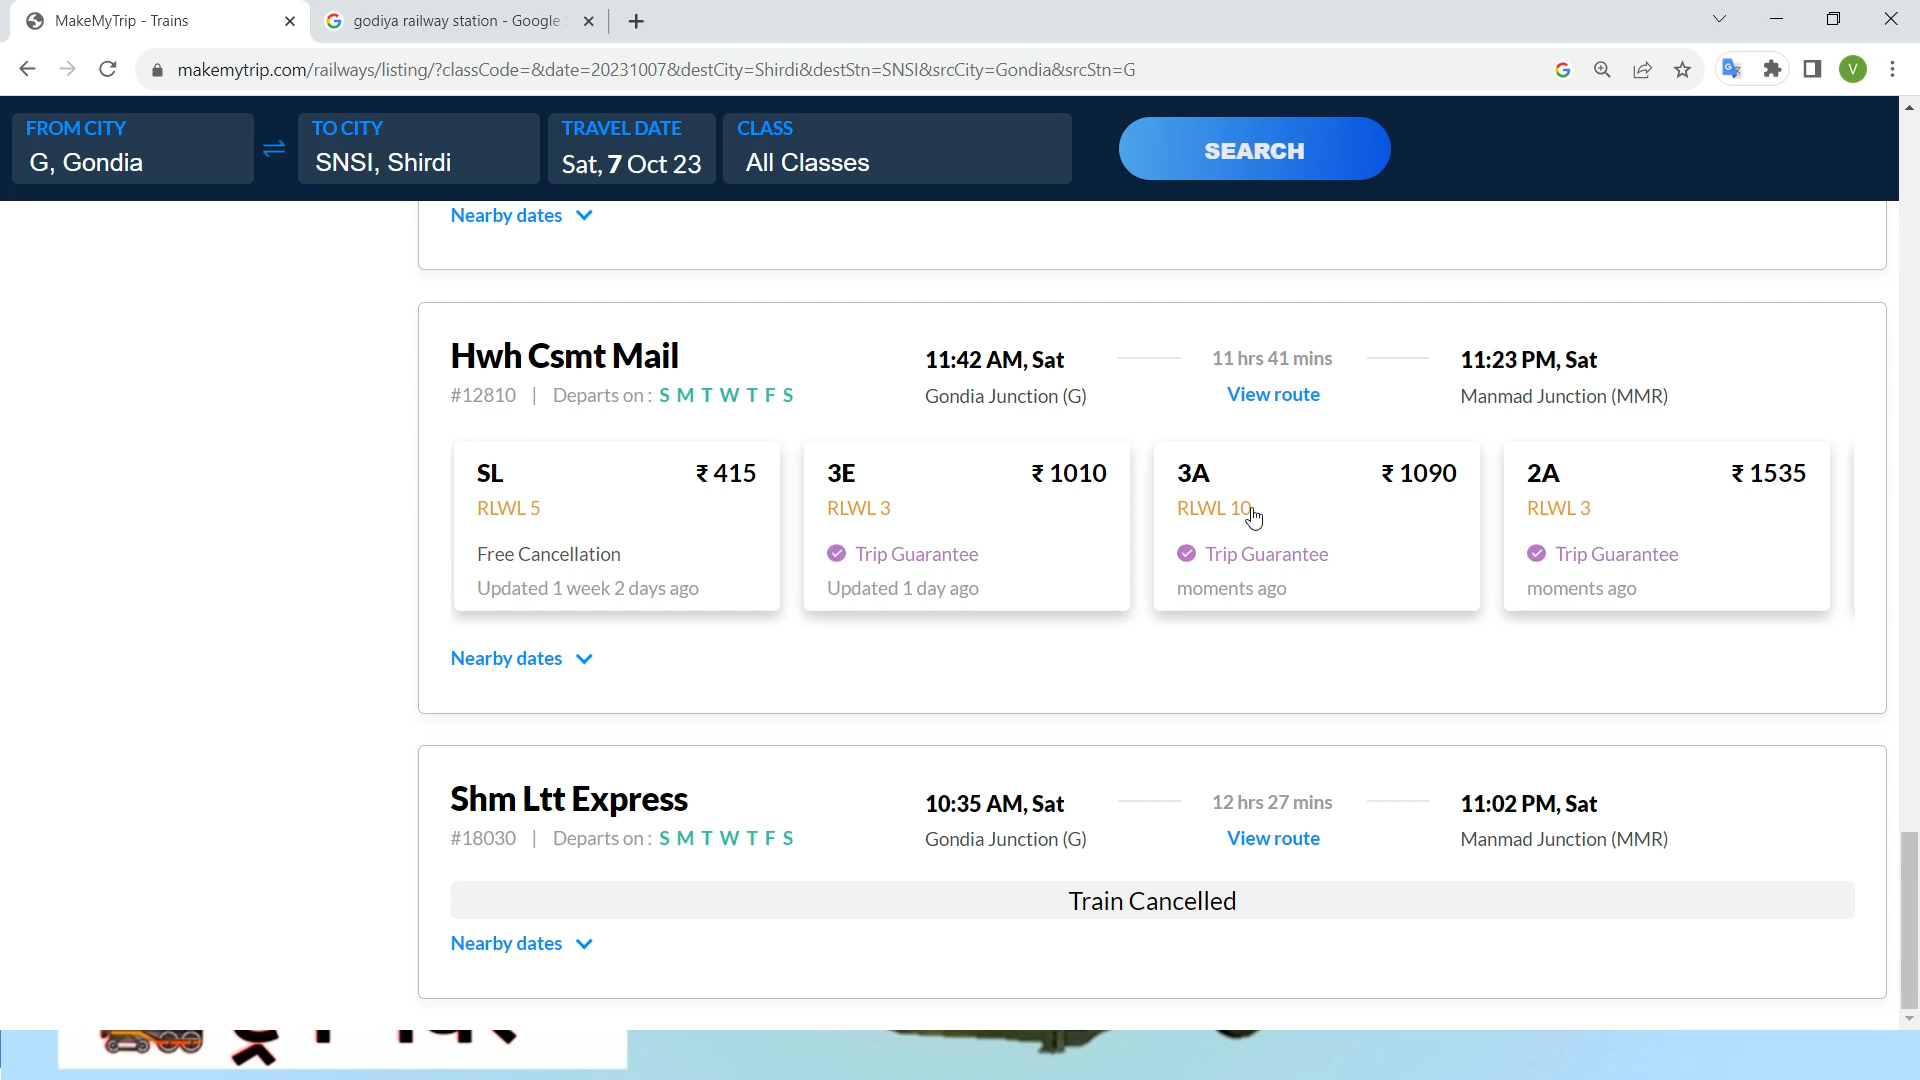 MakeMyTrip - Trains
godiya railway station - Google
makemytrip.com/railways/listing/?classCode=&date=20231007&destCity=Shirdi&destStn=SNSI&srcCity=Gondia&srcStn=G
V
FROM CITY
G, Gondia
TO CITY
SNSI, Shirdi
TRAVEL DATE
Sat, 7 Oct 23
CLASS
All Classes
SEARCH
Nearby dates
Hwh Csmt Mail
#12810 | Departs on : S M T W T F S
11:42 AM, Sat
Gondia Junction (G)
11 hrs 41 mins
View route
11:23 PM, Sat
Manmad Junction (MMR)
SL ₹ 415
RLWL 5
Free Cancellation
Updated 1 week 2 days ago
3E ₹ 1010
RLWL 3
Trip Guarantee
Updated 1 day ago
3A ₹ 1090
RLWL 10
Trip Guarantee
moments ago
2A ₹ 1535
RLWL 3
Trip Guarantee
moments ago
Nearby dates
Shm Ltt Express
#18030 | Departs on : S M T W T F S
10:35 AM, Sat
Gondia Junction (G)
12 hrs 27 mins
View route
11:02 PM, Sat
Manmad Junction (MMR)
Train Cancelled
Nearby dates